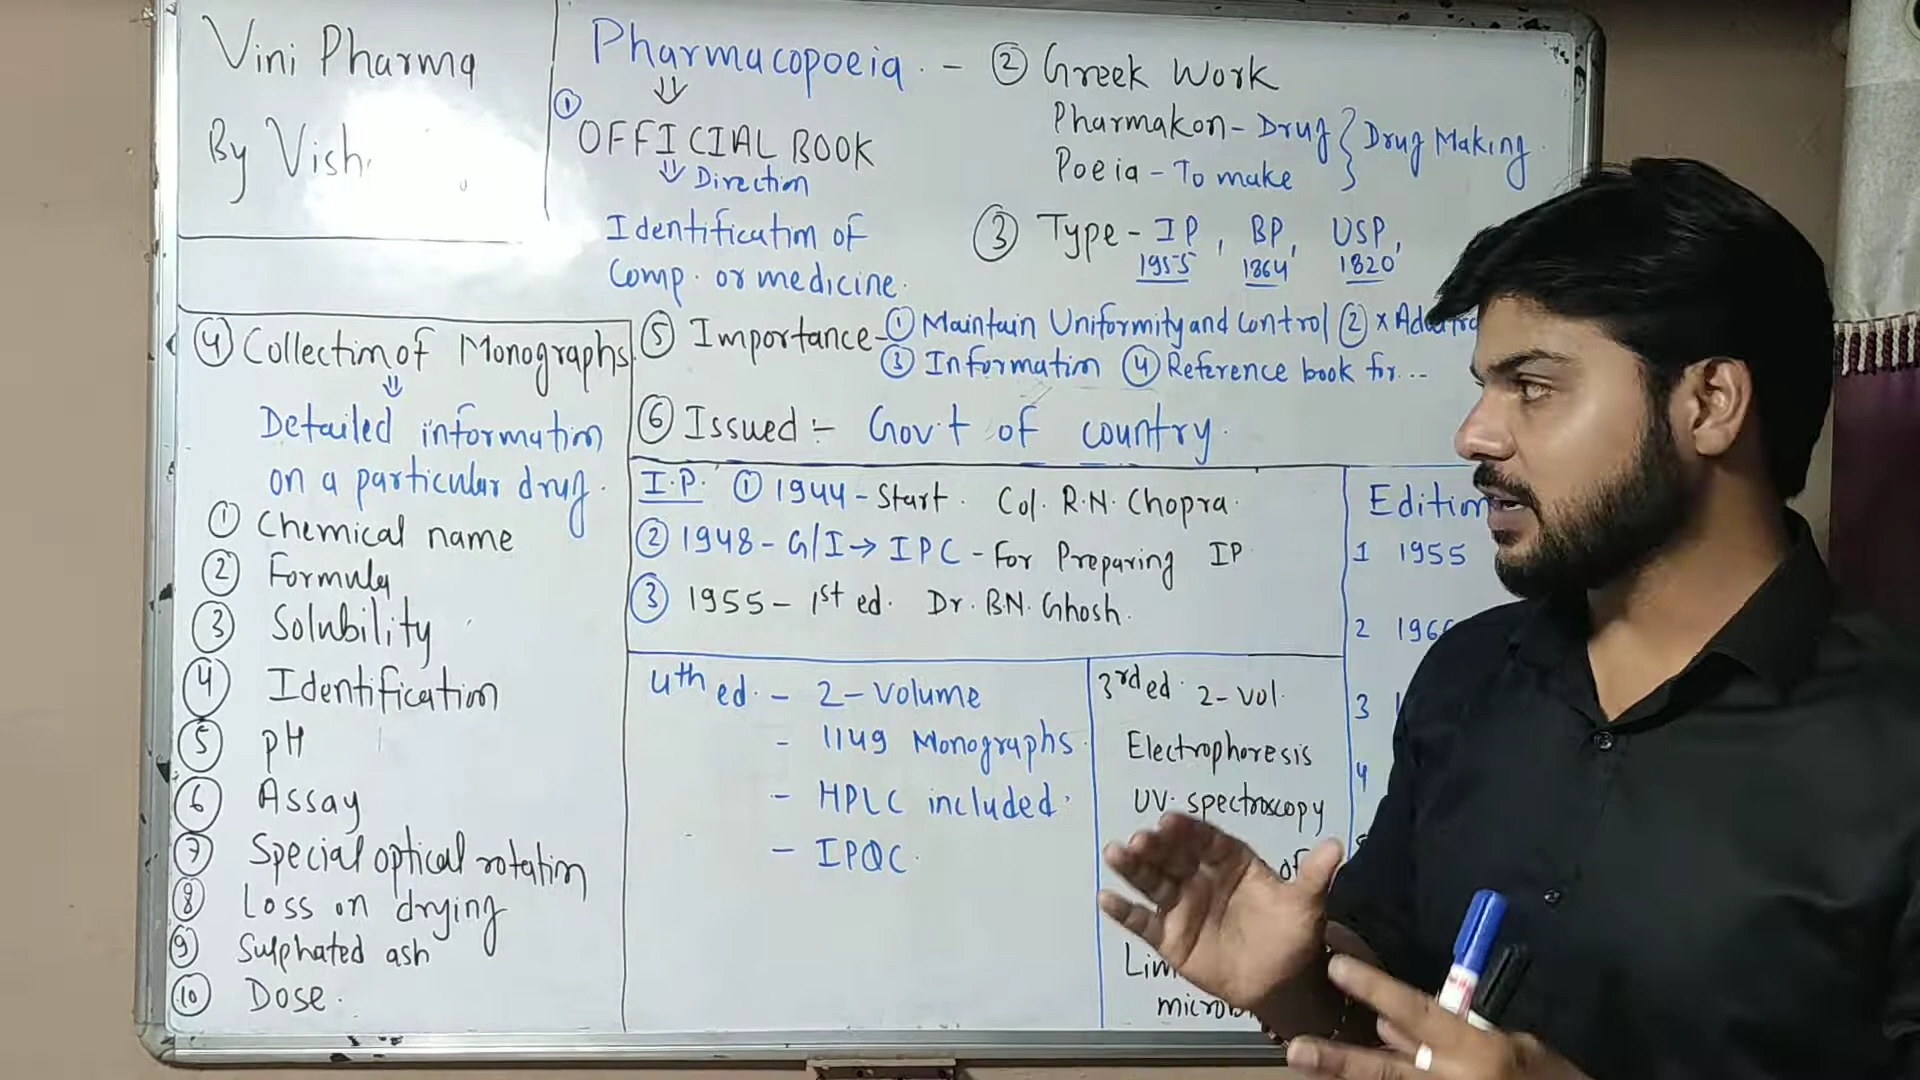 Vini Pharma
By Vish
Pharmacopoeia. -
⇓
① OFFICIAL BOOK
⇓ Direction
Identification of
Comp. or medicine.
② Greek Work
Pharmakon - Drug } Drug Making.
Poeia - To make
③ Type - IP, BP, USP,
1955 1864 1820
④ Collection of Monographs
⇓
Detailed information
on a particular drug.
① Chemical name
② Formula
③ Solubility
④ Identification
⑤ pH
⑥ Assay
⑦ Special optical rotation
⑧ Loss on drying
⑨ Sulphated ash
⑩ Dose.
⑤ Importance - ① Maintain Uniformity and Control ② ×
③ Information ④ Reference book for...
⑥ Issued :- Gov't of country.
I.P. ① 1944 - Start. Col. R.N. Chopra.
② 1948 - G/I → IPC - For Preparing IP
③ 1955 - 1st ed. Dr. B.N. Ghosh.
4th ed. - 2 - Volume
- 1149 Monographs.
- HPLC included.
- IPQC.
3rd ed. 2 - vol.
Electrophoresis
UV. spectroscopy
of
Edition
1 1955
2 196
3
4